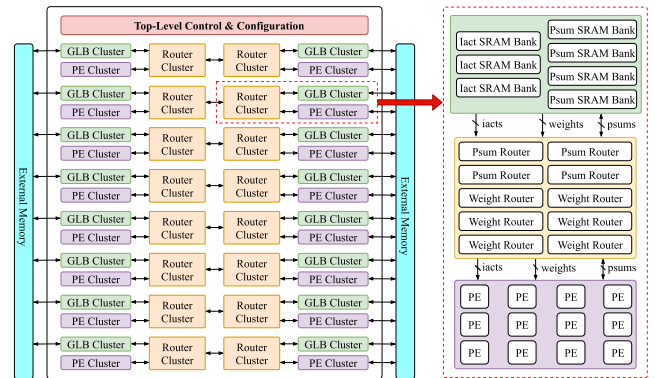 Top-Level Control & Configuration
External Memory
GLB Cluster
PE Cluster
Router
Cluster
Router
Cluster
GLB Cluster
PE Cluster
GLB Cluster
PE Cluster
Router
Cluster
Router
Cluster
GLB Cluster
PE Cluster
GLB Cluster
PE Cluster
Router
Cluster
Router
Cluster
GLB Cluster
PE Cluster
GLB Cluster
PE Cluster
Router
Cluster
Router
Cluster
GLB Cluster
PE Cluster
GLB Cluster
PE Cluster
Router
Cluster
Router
Cluster
GLB Cluster
PE Cluster
GLB Cluster
PE Cluster
Router
Cluster
Router
Cluster
GLB Cluster
PE Cluster
GLB Cluster
PE Cluster
Router
Cluster
Router
Cluster
GLB Cluster
PE Cluster
GLB Cluster
PE Cluster
Router
Cluster
Router
Cluster
GLB Cluster
PE Cluster
External Memory
Iact SRAM Bank
Iact SRAM Bank
Iact SRAM Bank
Psum SRAM Bank
Psum SRAM Bank
Psum SRAM Bank
Psum SRAM Bank
iacts weights psums
Psum Router Psum Router
Psum Router Psum Router
Weight Router Weight Router
Weight Router Weight Router
Weight Router Weight Router
iacts weights psums
PE PE PE PE
PE PE PE PE
PE PE PE PE